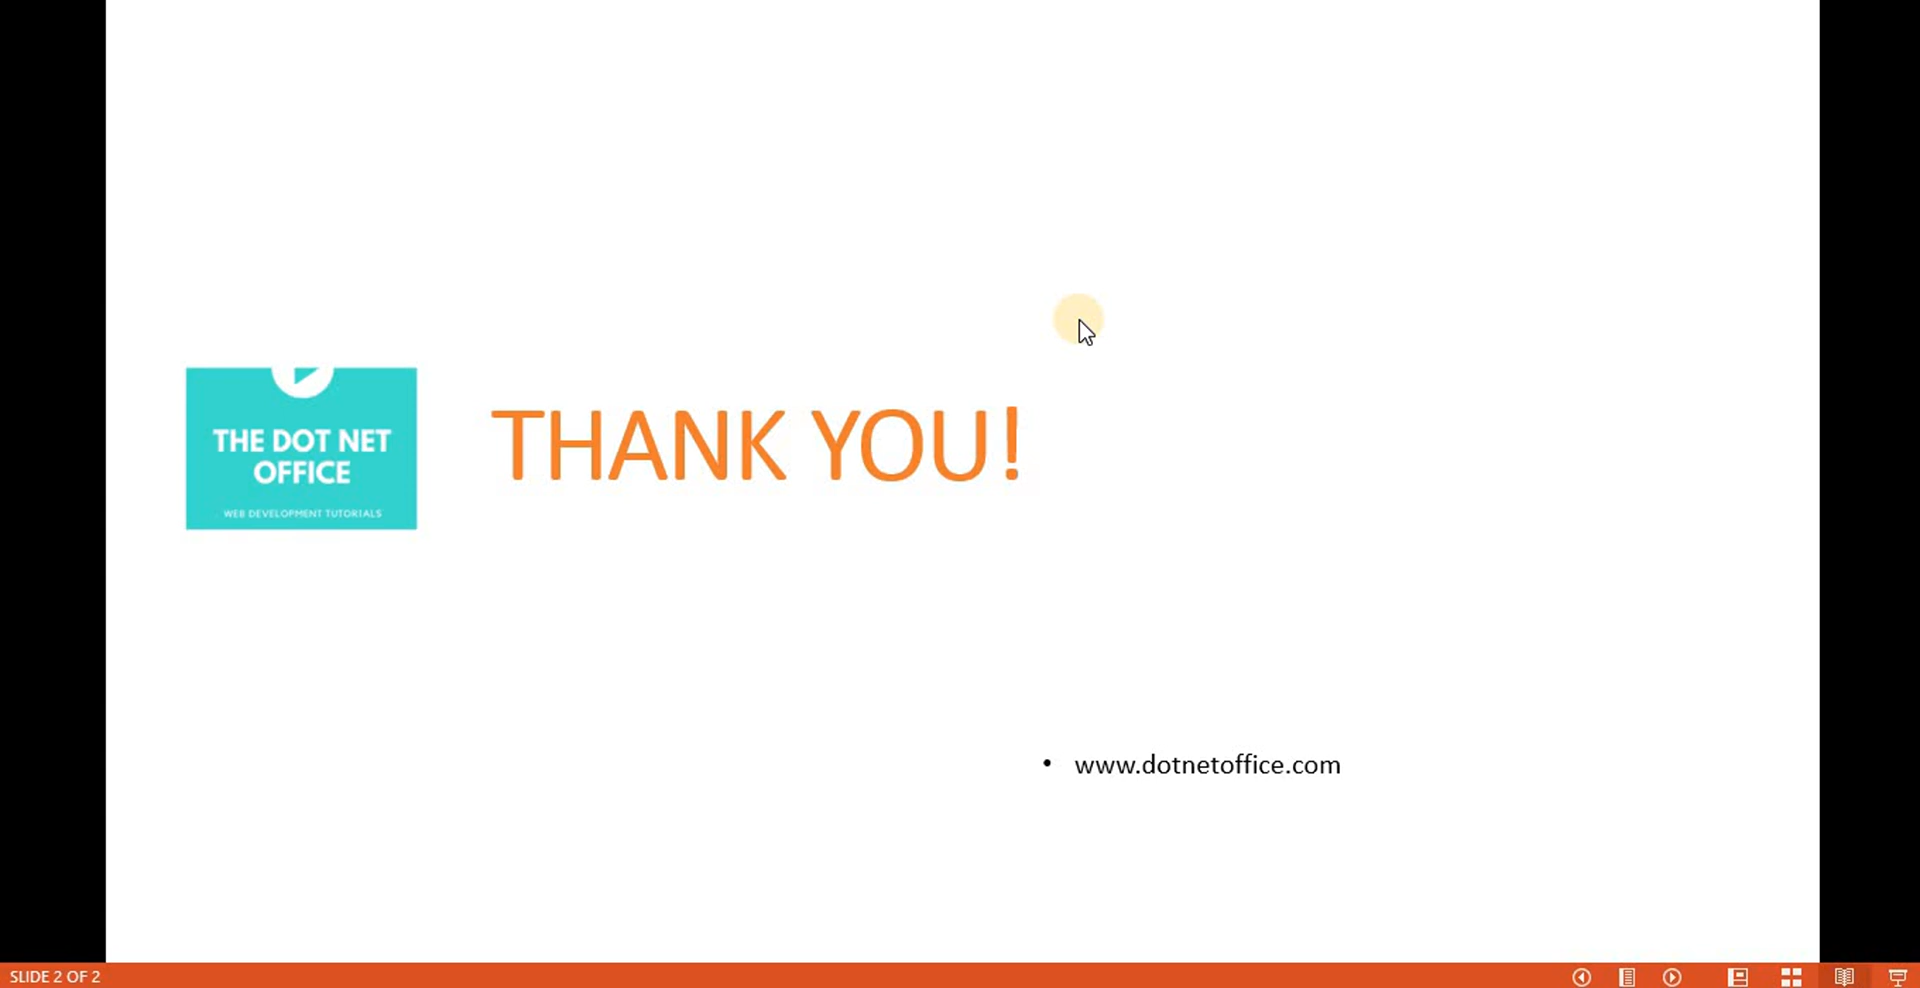 THE DOT NET
OFFICE
WEB DEVELOPMENT TUTORIALS
THANK YOU!
• www.dotnetoffice.com
SLIDE 2 OF 2